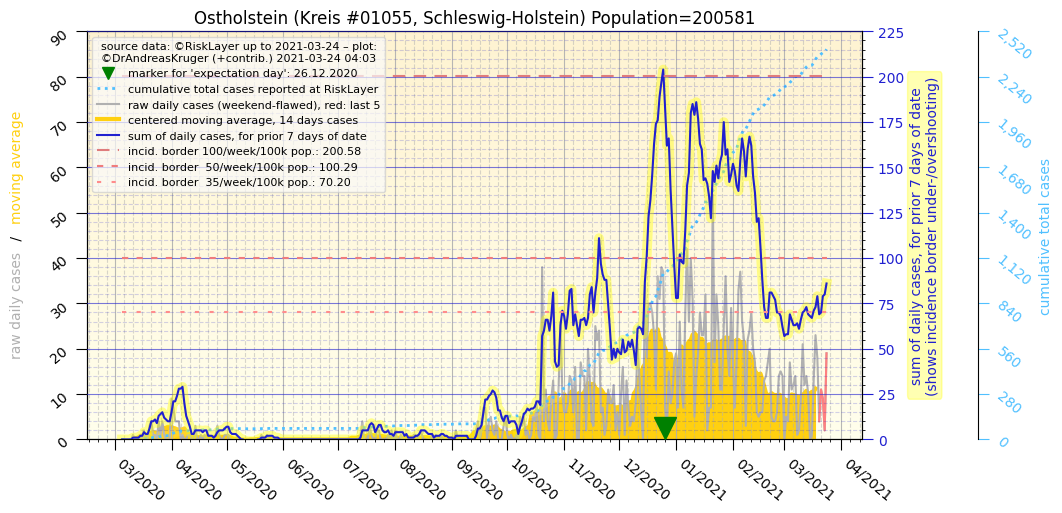 Ostholstein (Kreis #01055, Schleswig-Holstein) Population=200581
source data: ©RiskLayer up to 2021-03-24 – plot:
©DrAndreasKruger (+contrib.) 2021-03-24 04:03
marker for 'expectation day': 26.12.2020
cumulative total cases reported at RiskLayer
raw daily cases (weekend-flawed), red: last 5
centered moving average, 14 days cases
sum of daily cases, for prior 7 days of date
incid. border 100/week/100k pop.: 200.58
incid. border  50/week/100k pop.: 100.29
incid. border  35/week/100k pop.: 70.20
raw daily cases / moving average
90
80
70
60
50
40
30
20
10
0
03/2020
04/2020
05/2020
06/2020
07/2020
08/2020
09/2020
10/2020
11/2020
12/2020
01/2021
02/2021
03/2021
04/2021
225
200
175
150
125
100
75
50
25
0
sum of daily cases, for prior 7 days of date
(shows incidence border under-/overshooting)
2,520
2,240
1,960
1,680
1,400
1,120
840
560
280
0
cumulative total cases